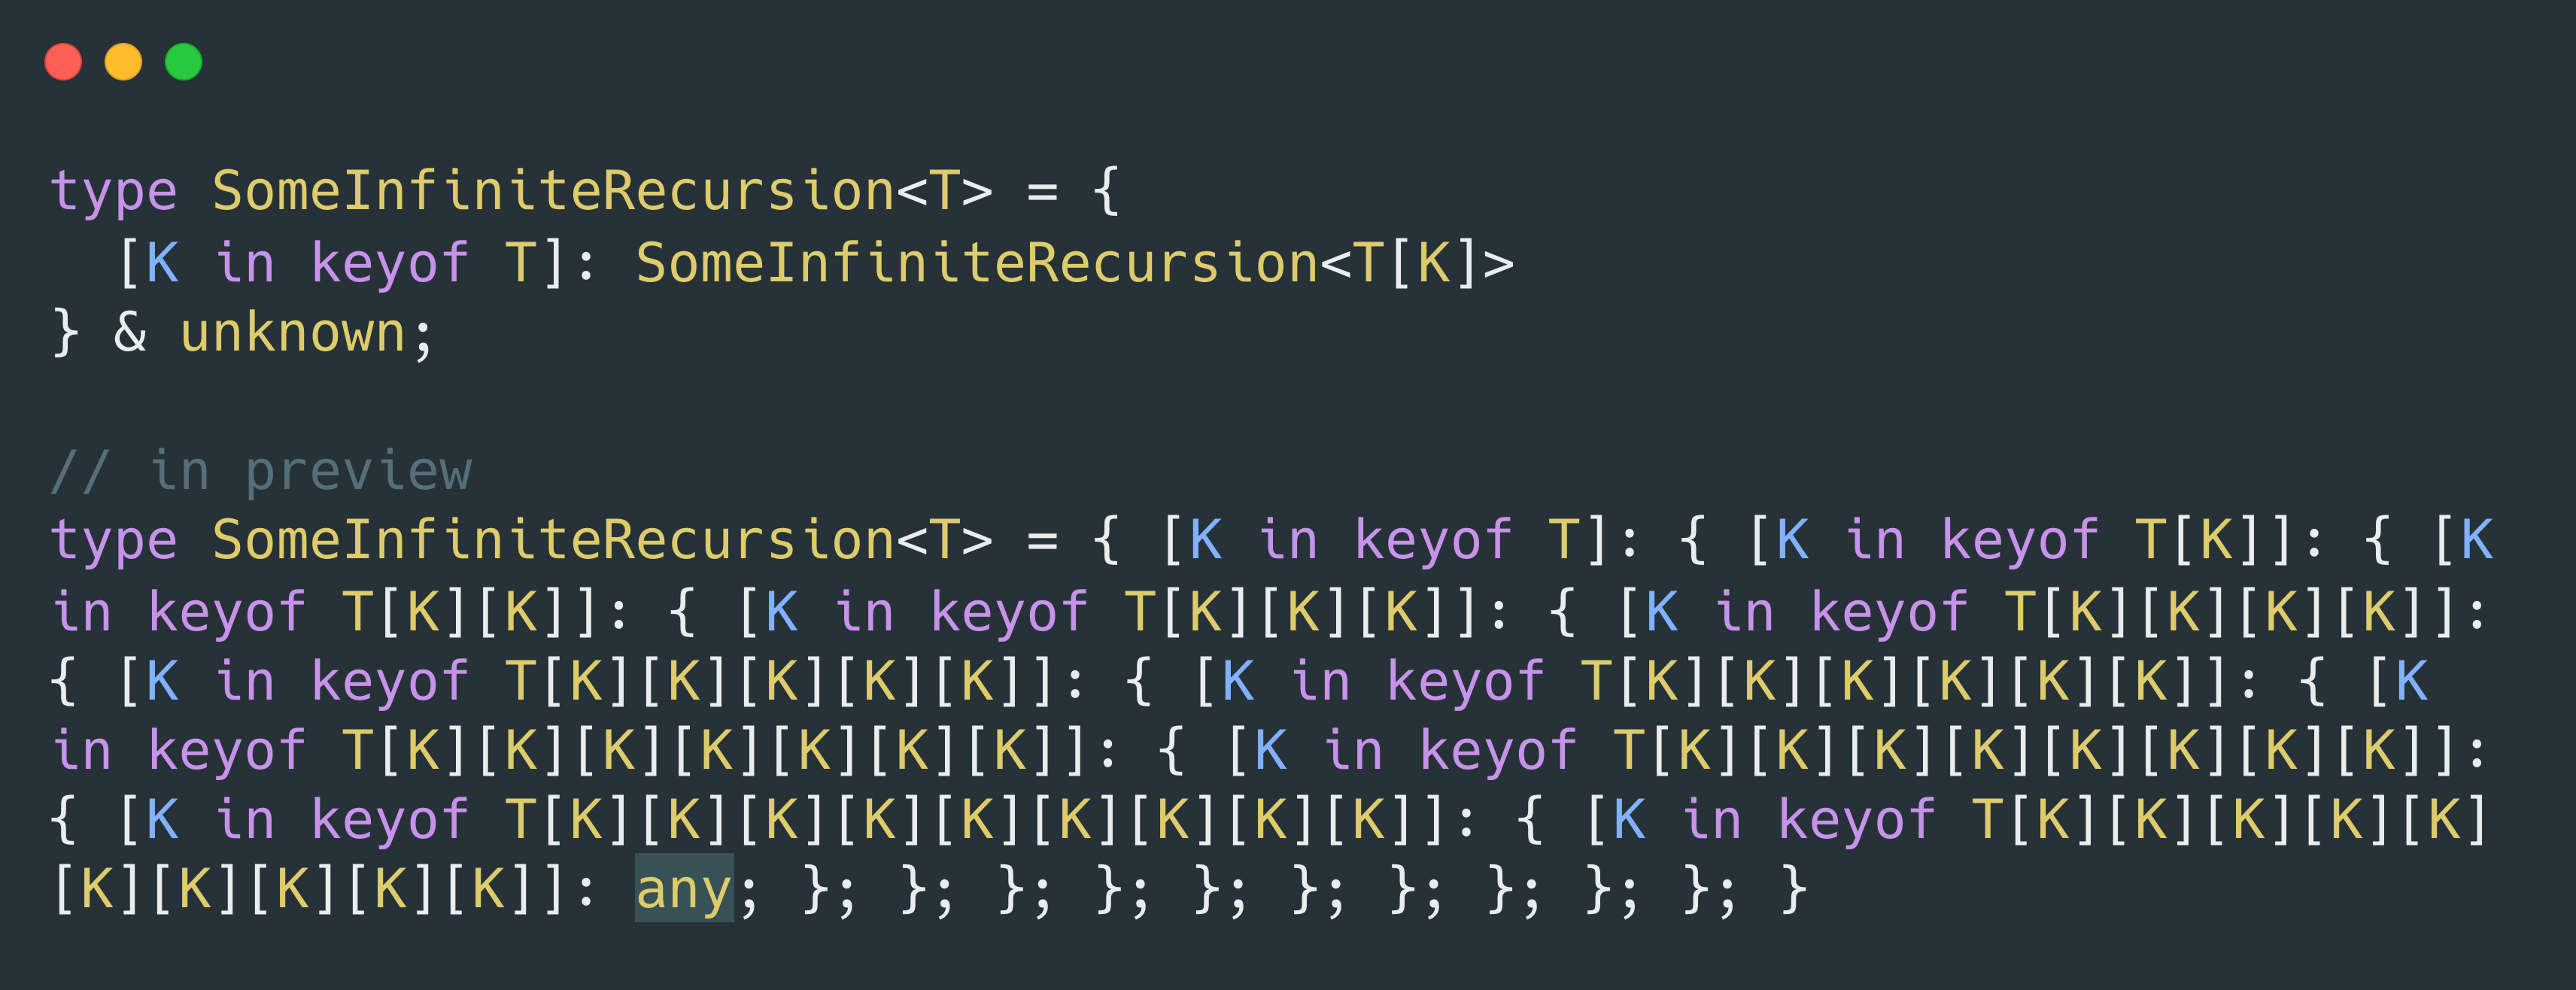 type SomeInfiniteRecursion<T> = {
  [K in keyof T]: SomeInfiniteRecursion<T[K]>
} & unknown;

// in preview
type SomeInfiniteRecursion<T> = { [K in keyof T]: { [K in keyof T[K]]: { [K
in keyof T[K][K]]: { [K in keyof T[K][K][K]]: { [K in keyof T[K][K][K][K]]:
{ [K in keyof T[K][K][K][K][K]]: { [K in keyof T[K][K][K][K][K][K]]: { [K
in keyof T[K][K][K][K][K][K][K]]: { [K in keyof T[K][K][K][K][K][K][K][K]]:
{ [K in keyof T[K][K][K][K][K][K][K][K][K]]: { [K in keyof T[K][K][K][K][K]
[K][K][K][K][K]]: any; }; }; }; }; }; }; }; }; }; }; }